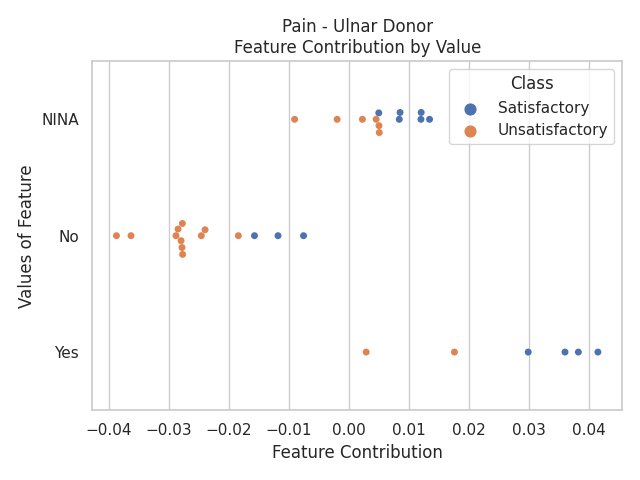 Pain - Ulnar Donor
Feature Contribution by Value
Class
Satisfactory
Unsatisfactory
Values of Feature
NINA
No
Yes
−0.04 −0.03 −0.02 −0.01 0.00 0.01 0.02 0.03 0.04
Feature Contribution